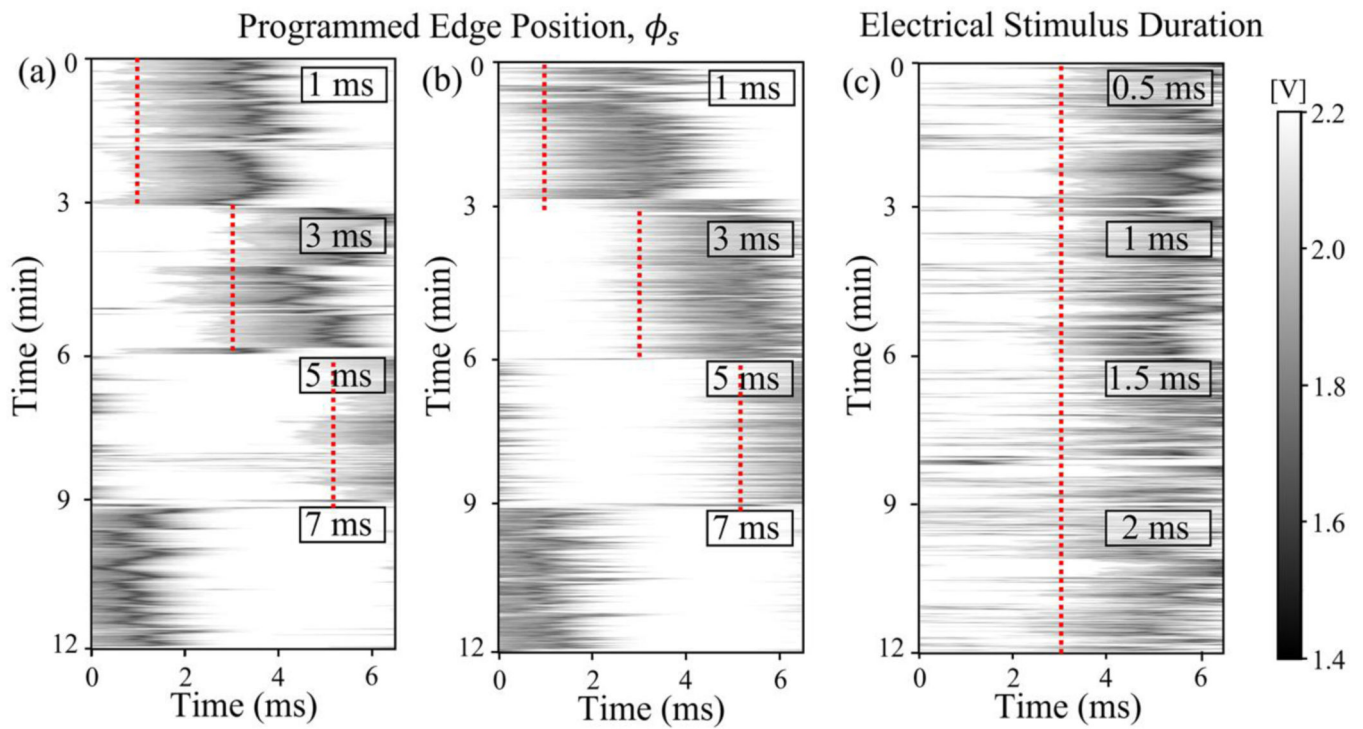 Programmed Edge Position, ϕₛ
Electrical Stimulus Duration
(a)
0
3
6
9
12
Time (min)
1 ms
3 ms
5 ms
7 ms
0
2
4
6
Time (ms)
(b)
0
3
6
9
12
Time (min)
1 ms
3 ms
5 ms
7 ms
0
2
4
6
Time (ms)
(c)
0
3
6
9
12
Time (min)
0.5 ms
1 ms
1.5 ms
2 ms
0
2
4
6
Time (ms)
[V]
2.2
2.0
1.8
1.6
1.4